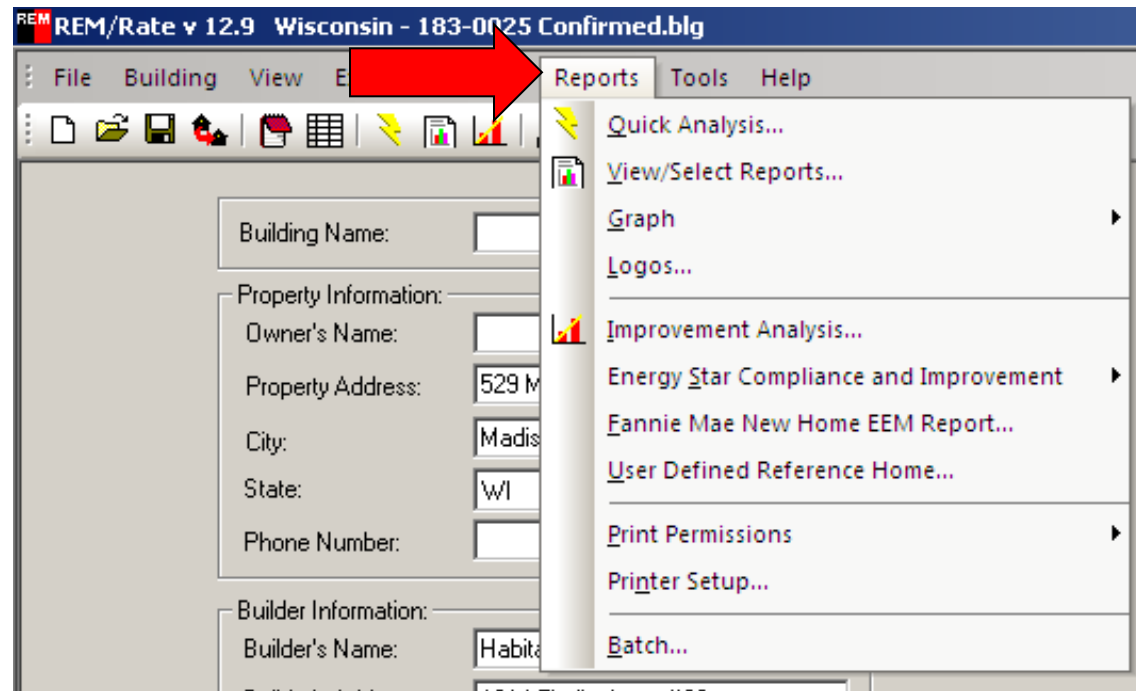 REM REM/Rate v 12.9 Wisconsin - 183-0025 Confirmed.blg
File Building View E Reports Tools Help
Quick Analysis...
View/Select Reports...
Graph
Logos...
Improvement Analysis...
Energy Star Compliance and Improvement
Fannie Mae New Home EEM Report...
User Defined Reference Home...
Print Permissions
Printer Setup...
Batch...
Building Name:
Property Information:
Owner's Name:
Property Address: 529 M
City: Madis
State: WI
Phone Number:
Builder Information:
Builder's Name: Habita